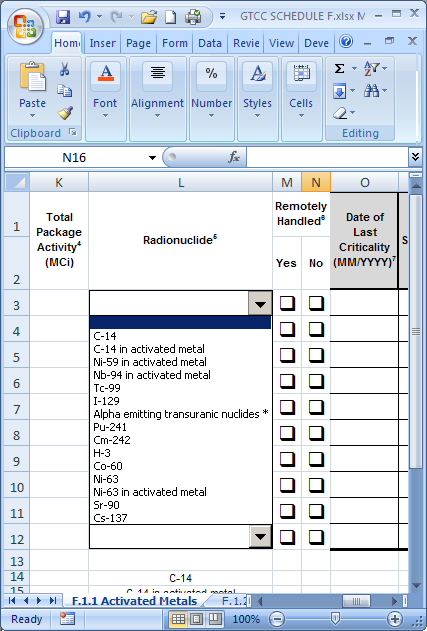 GTCC SCHEDULE F.xlsx M
Home Inser Page Form Data Revie View Deve
Paste
Font
Alignment
%
Number
Styles
Cells
Σ
Clipboard
Editing
N16
fx
K L M N O
1
Total Package Activity4 (MCi)
Radionuclide6
Remotely Handled8
Date of Last Criticality (MM/YYYY)7
S
2
Yes No
3
4
5
6
7
8
9
10
11
12
C-14
C-14 in activated metal
Ni-59 in activated metal
Nb-94 in activated metal
Tc-99
I-129
Alpha emitting transuranic nuclides *
Pu-241
Cm-242
H-3
Co-60
Ni-63
Ni-63 in activated metal
Sr-90
Cs-137
13
14 C-14
15 C-14 in activated metal
F.1.1 Activated Metals F.1.2
Ready 100%